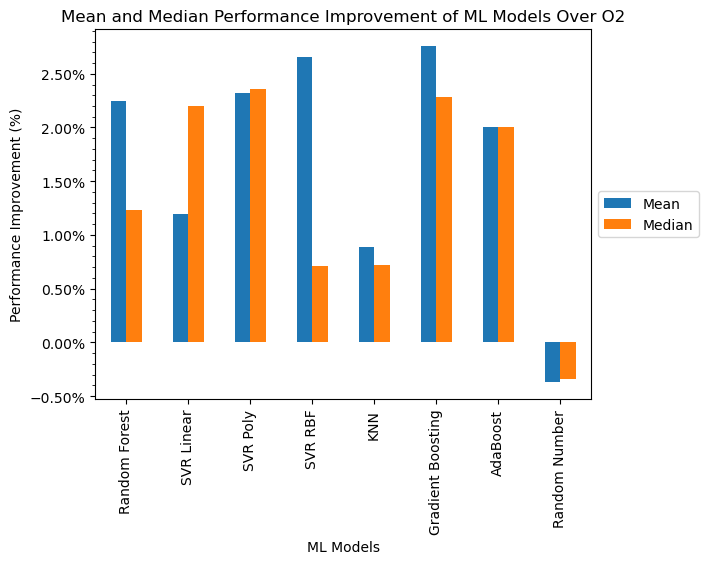 Mean and Median Performance Improvement of ML Models Over O2
Performance Improvement (%)
2.50%
2.00%
1.50%
1.00%
0.50%
0.00%
−0.50%
Random Forest
SVR Linear
SVR Poly
SVR RBF
KNN
Gradient Boosting
AdaBoost
Random Number
ML Models
Mean
Median